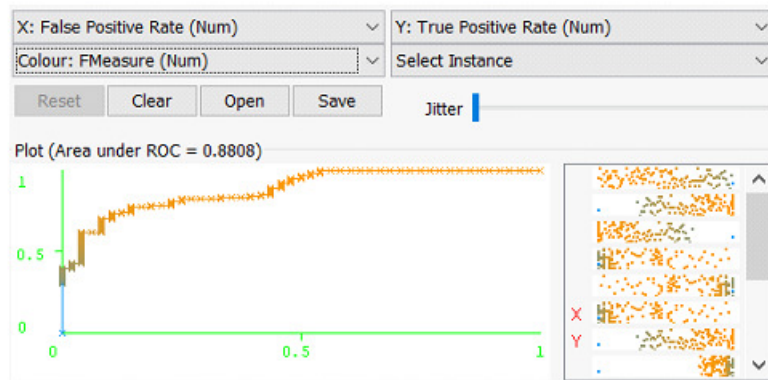 X: False Positive Rate (Num) Y: True Positive Rate (Num)
Colour: FMeasure (Num) Select Instance
Reset Clear Open Save Jitter
Plot (Area under ROC = 0.8808)
1
0.5
X
0
Y
0 0.5 1